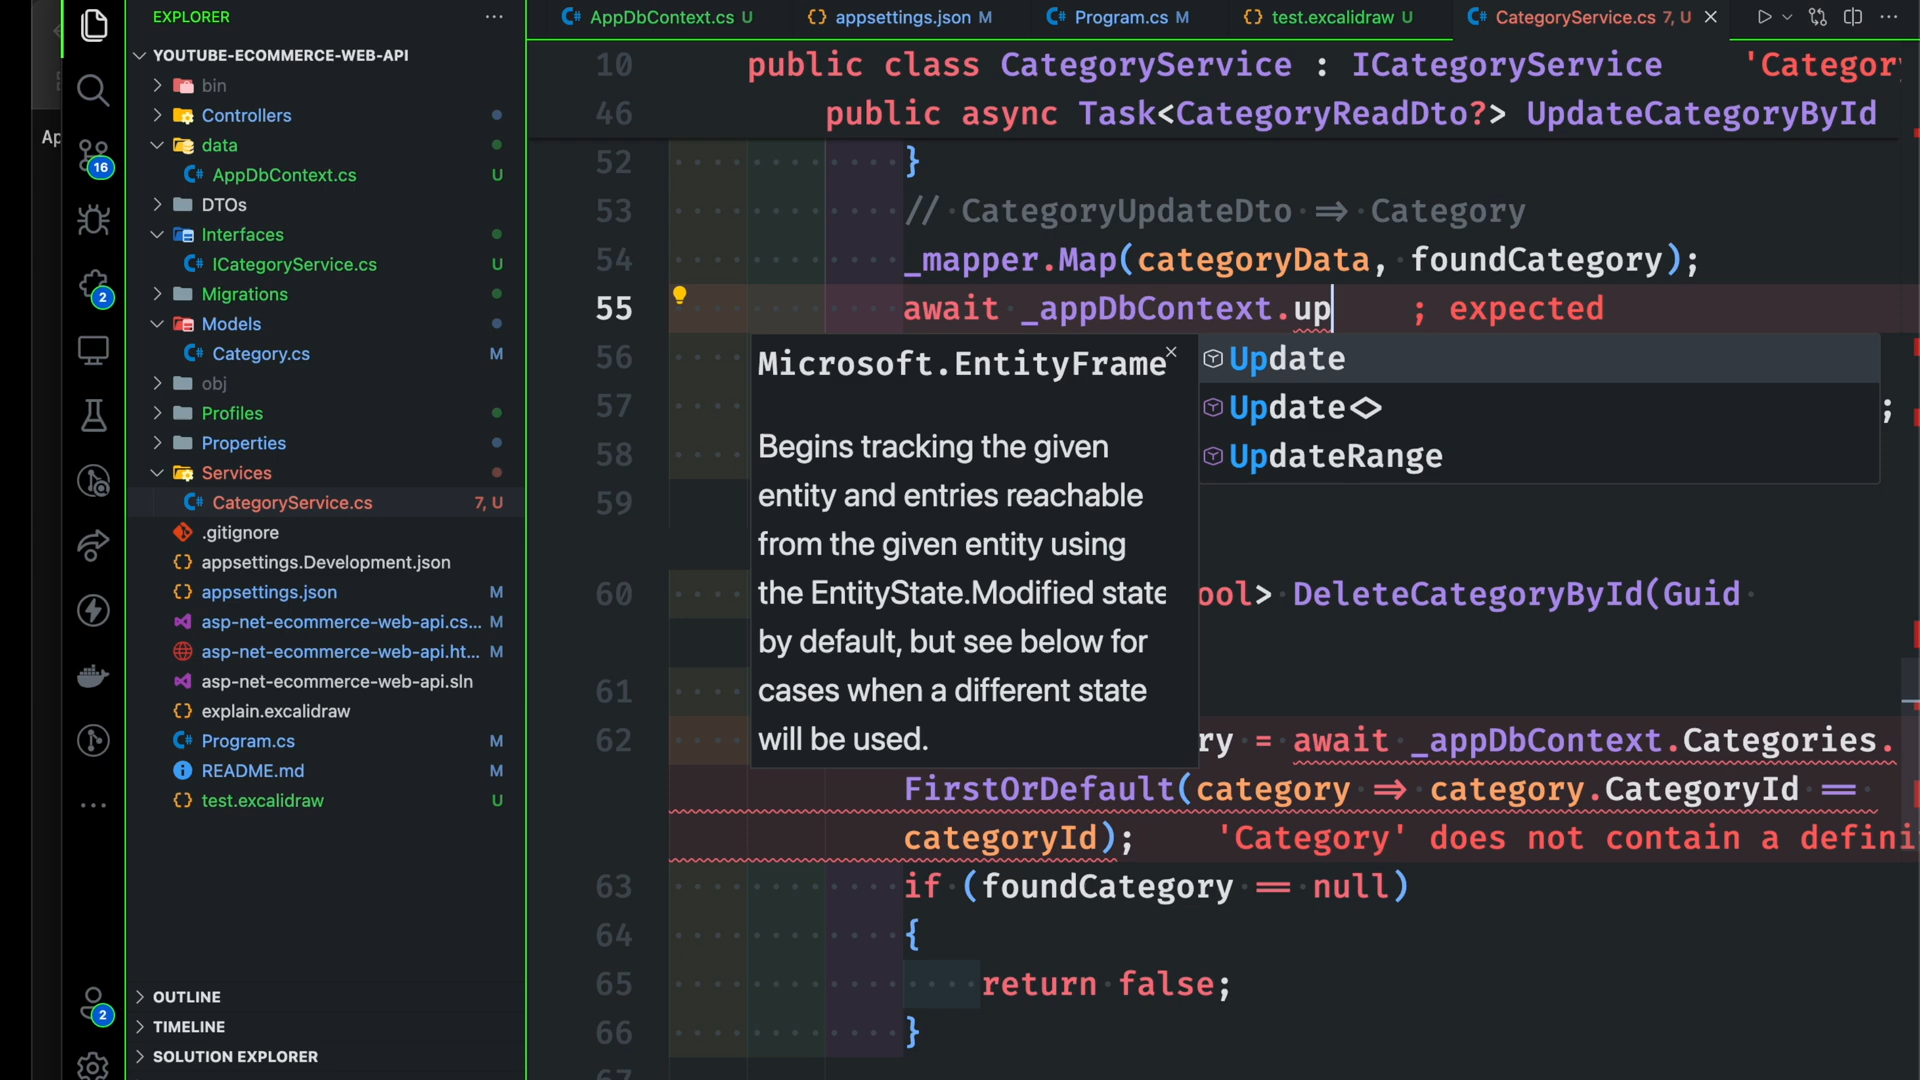 EXPLORER
YOUTUBE-ECOMMERCE-WEB-API
bin
Controllers
data
AppDbContext.cs U
DTOs
Interfaces
ICategoryService.cs U
Migrations
Models
Category.cs M
obj
Profiles
Properties
Services
CategoryService.cs 7, U
.gitignore
appsettings.Development.json
appsettings.json M
asp-net-ecommerce-web-api.cs... M
asp-net-ecommerce-web-api.ht... M
asp-net-ecommerce-web-api.sln
explain.excalidraw
Program.cs M
README.md M
test.excalidraw U
OUTLINE
TIMELINE
SOLUTION EXPLORER
16
2
2
Ap
AppDbContext.cs U appsettings.json M Program.cs M test.excalidraw U CategoryService.cs 7, U
10 public class CategoryService : ICategoryService 'Category
46 public async Task<CategoryReadDto?> UpdateCategoryById
52 }
53 // CategoryUpdateDto => Category
54 _mapper.Map(categoryData, foundCategory);
55 await _appDbContext.up ; expected
56
57 ;
58
59
60 ool> DeleteCategoryById(Guid
61
62 ry = await _appDbContext.Categories.
FirstOrDefault(category => category.CategoryId ==
categoryId); 'Category' does not contain a defini
63 if (foundCategory == null)
64 {
65 return false;
66 }
67
Microsoft.EntityFrame
Begins tracking the given
entity and entries reachable
from the given entity using
the EntityState.Modified state
by default, but see below for
cases when a different state
will be used.
Update
Update<>
UpdateRange